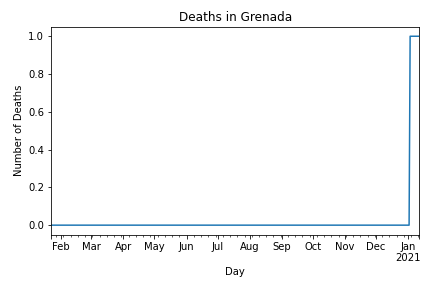 Deaths in Grenada
1.0
0.8
0.6
0.4
0.2
0.0
Number of Deaths
Feb Mar Apr May Jun Jul Aug Sep Oct Nov Dec Jan
2021
Day